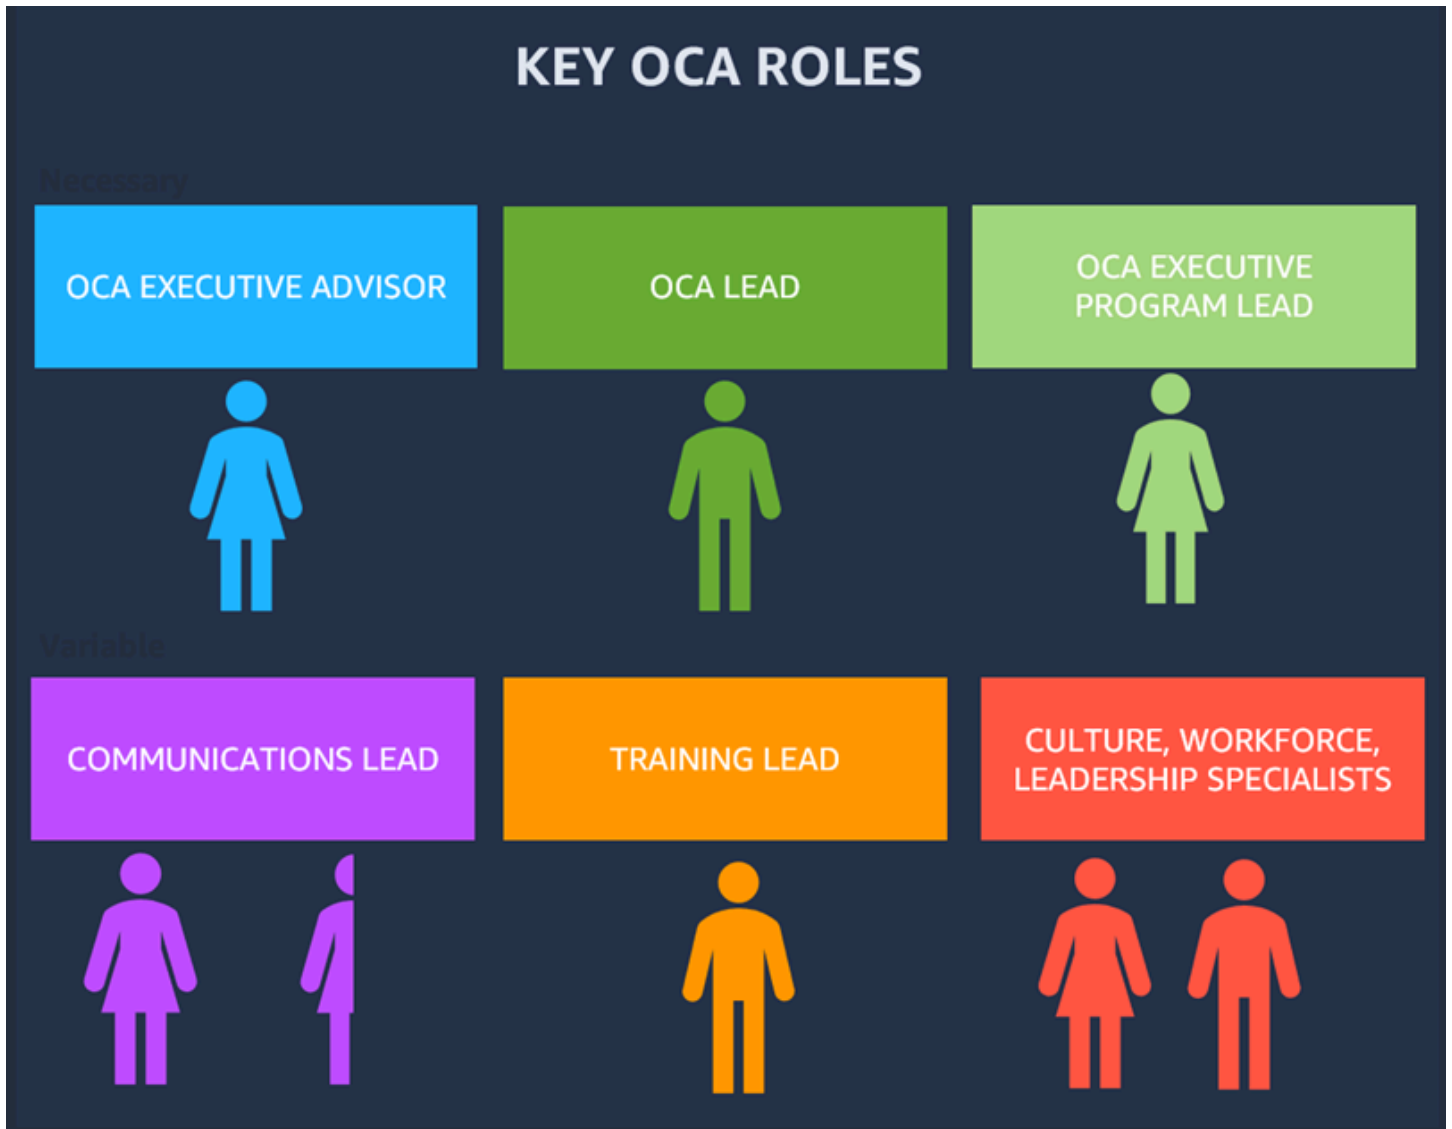 KEY OCA ROLES
Necessary
OCA EXECUTIVE ADVISOR
OCA LEAD
OCA EXECUTIVE
PROGRAM LEAD
Variable
COMMUNICATIONS LEAD
TRAINING LEAD
CULTURE, WORKFORCE,
LEADERSHIP SPECIALISTS